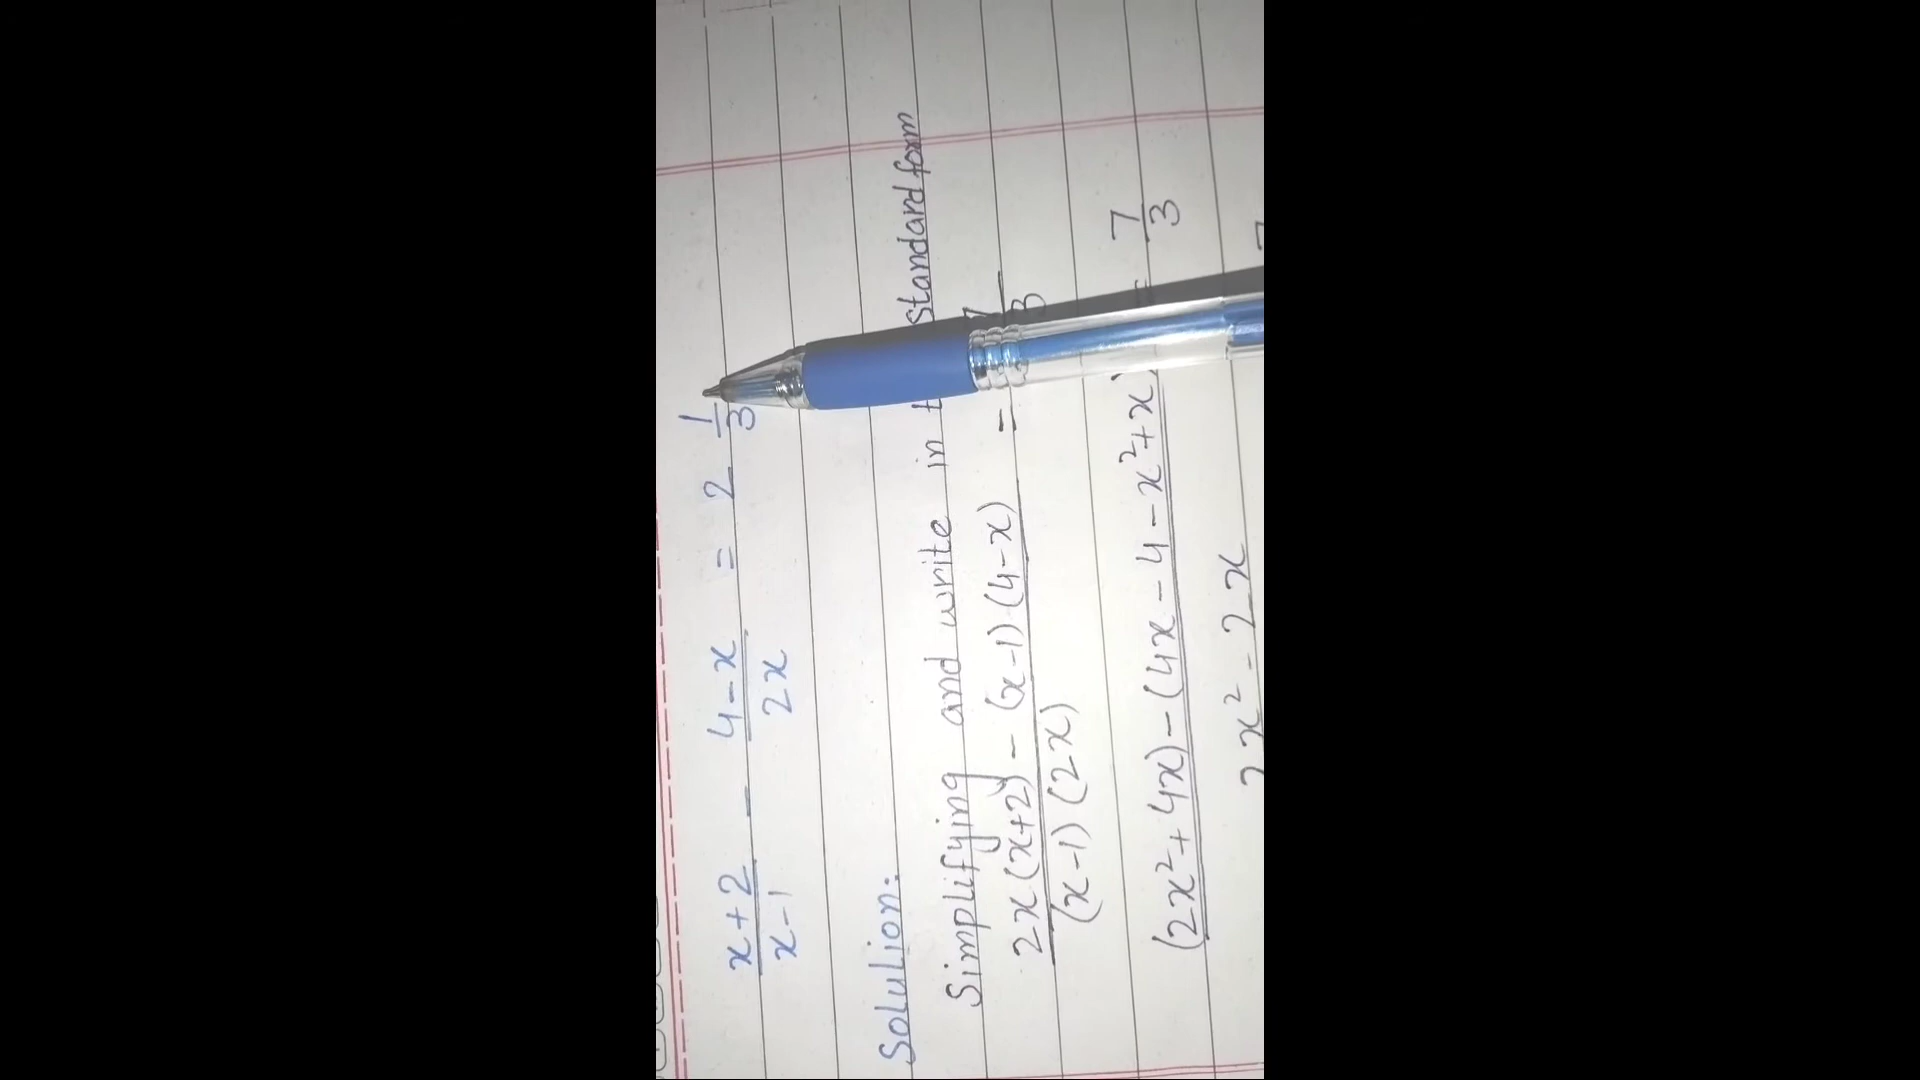 x+2/x-1 - 4-x/2x = 2 1/3
Solution:
Simplifying and write in Standard form
2x(x+2) - (x-1)(4-x)/(x-1)(2x) = 7/3
(2x²+4x)-(4x-4-x²+x) = 7/3
2x²-2x